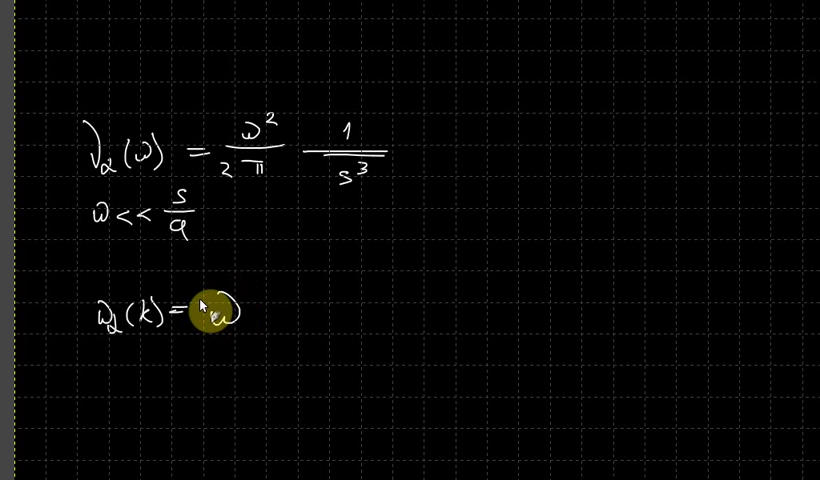 ν_α(ω) = ω² / 2π · 1 / s³
ω << s / a
ω_α(k) = ω